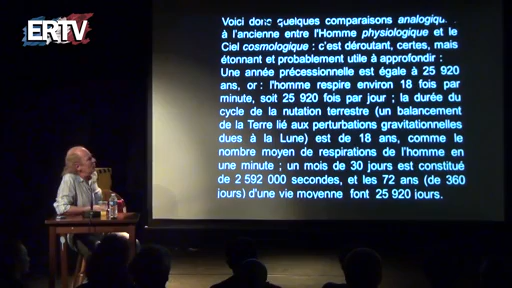 ERTV
Voici donc quelques comparaisons
à l'ancienne entre l'Homme physiologique et le
Ciel cosmologique : c'est déroutant, certes, mais
étonnant et probablement utile à approfondir :
Une année précessionnelle est égale à 25 920
ans, or : l'homme respire environ 18 fois par
minute, soit 25 920 fois par jour ; la durée du
cycle de la nutation terrestre (un balancement
de la Terre lié aux perturbations gravitationnelles
dues à la Lune) est de 18 ans, comme le
nombre moyen de respirations de l'homme en
une minute ; un mois de 30 jours est constitué
de 2 592 000 secondes, et les 72 ans (de 360
jours) d'une vie moyenne font 25 920 jours.